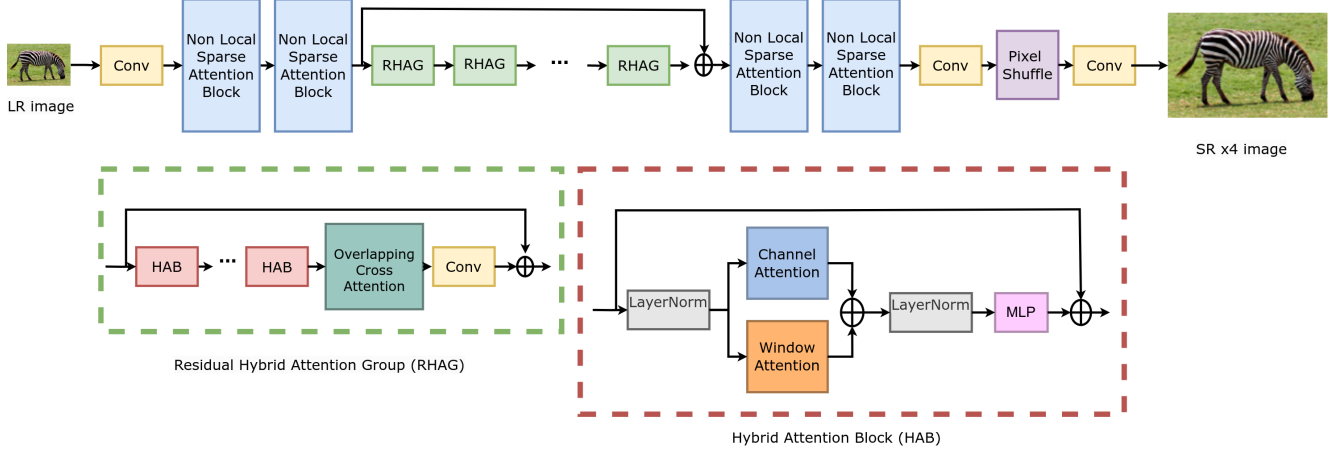 LR image
Conv
Non Local
Sparse
Attention
Block
Non Local
Sparse
Attention
Block
RHAG
RHAG
...
RHAG
Non Local
Sparse
Attention
Block
Non Local
Sparse
Attention
Block
Conv
Pixel
Shuffle
Conv
SR x4 image
HAB
...
HAB
Overlapping
Cross
Attention
Conv
Residual Hybrid Attention Group (RHAG)
LayerNorm
Channel
Attention
Window
Attention
LayerNorm
MLP
Hybrid Attention Block (HAB)